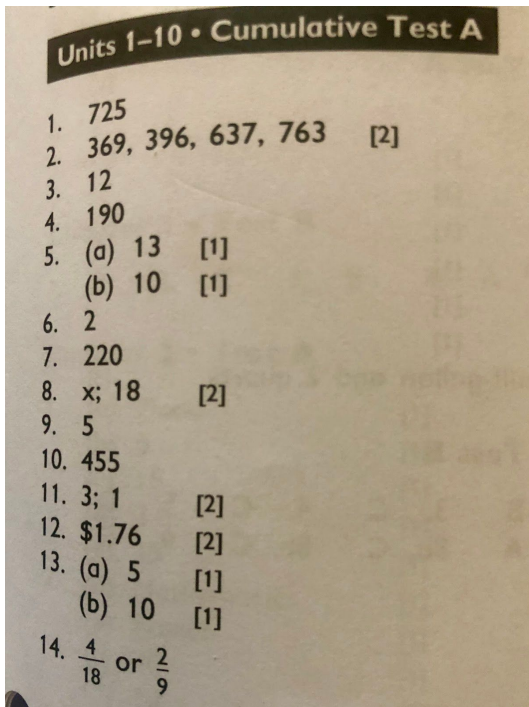 Units 1–10 • Cumulative Test A
1. 725
2. 369, 396, 637, 763 [2]
3. 12
4. 190
5. (a) 13 [1]
(b) 10 [1]
6. 2
7. 220
8. x; 18 [2]
9. 5
10. 455
11. 3; 1 [2]
12. $1.76 [2]
13. (a) 5 [1]
(b) 10 [1]
14. 4/18 or 2/9